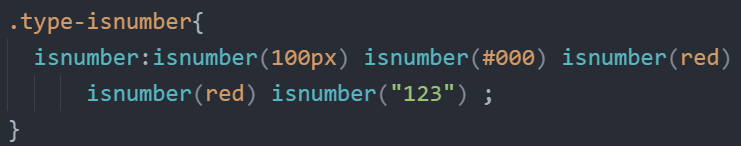 .type-isnumber{
isnumber:isnumber(100px) isnumber(#000) isnumber(red)
isnumber(red) isnumber("123") ;
}